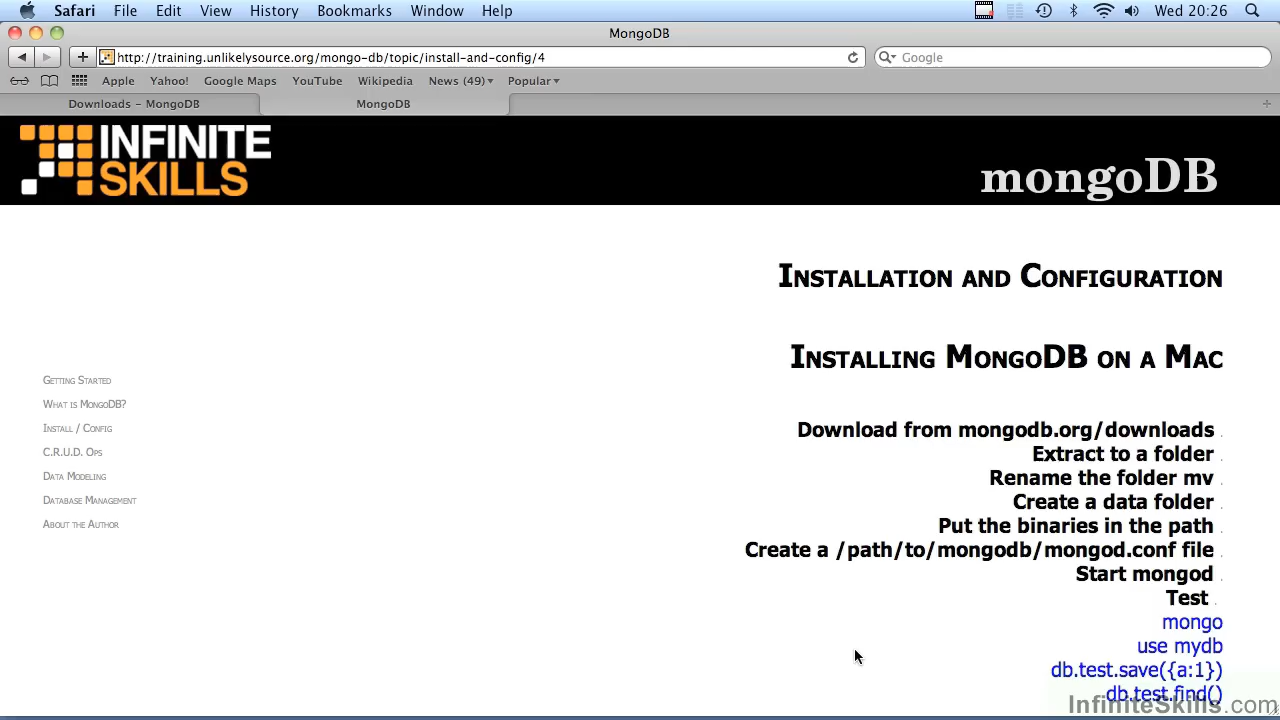 Safari File Edit View History Bookmarks Window Help Wed 20:26
MongoDB
http://training.unlikelysource.org/mongo-db/topic/install-and-config/4 Google
Apple Yahoo! Google Maps YouTube Wikipedia News (49) Popular
Downloads – MongoDB MongoDB
INFINITE
SKILLS
mongoDB
INSTALLATION AND CONFIGURATION
INSTALLING MONGODB ON A MAC
GETTING STARTED
WHAT IS MONGODB?
INSTALL / CONFIG
C.R.U.D. OPS
DATA MODELING
DATABASE MANAGEMENT
ABOUT THE AUTHOR
Download from mongodb.org/downloads .
Extract to a folder .
Rename the folder mv .
Create a data folder .
Put the binaries in the path .
Create a /path/to/mongodb/mongod.conf file .
Start mongod .
Test .
mongo
use mydb
db.test.save({a:1})
db.test.find()
InfiniteSkills.com